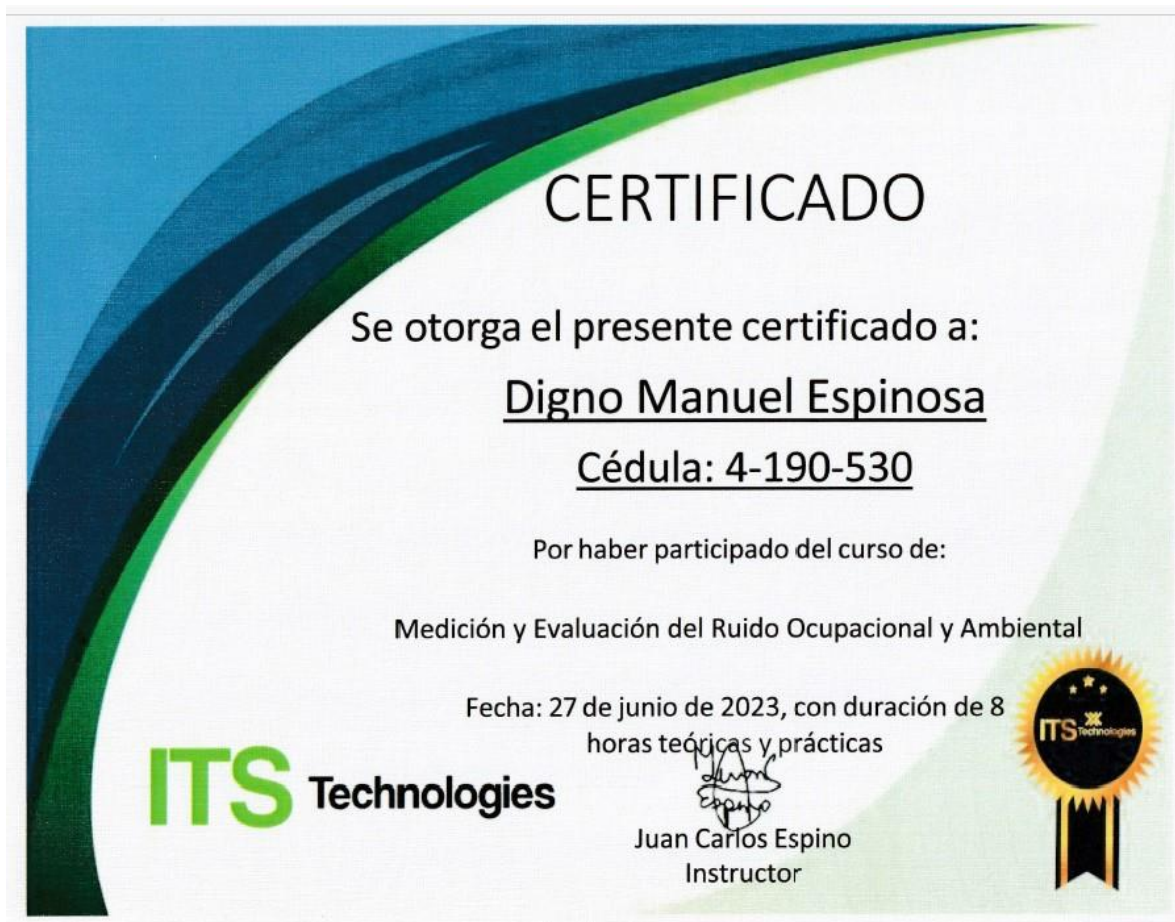 CERTIFICADO
Se otorga el presente certificado a:
Digno Manuel Espinosa
Cédula: 4-190-530
Por haber participado del curso de:
Medición y Evaluación del Ruido Ocupacional y Ambiental
Fecha: 27 de junio de 2023, con duración de 8
horas teóricas y prácticas
ITS Technologies
ITS Technologies
Juan Carlos Espino
Instructor